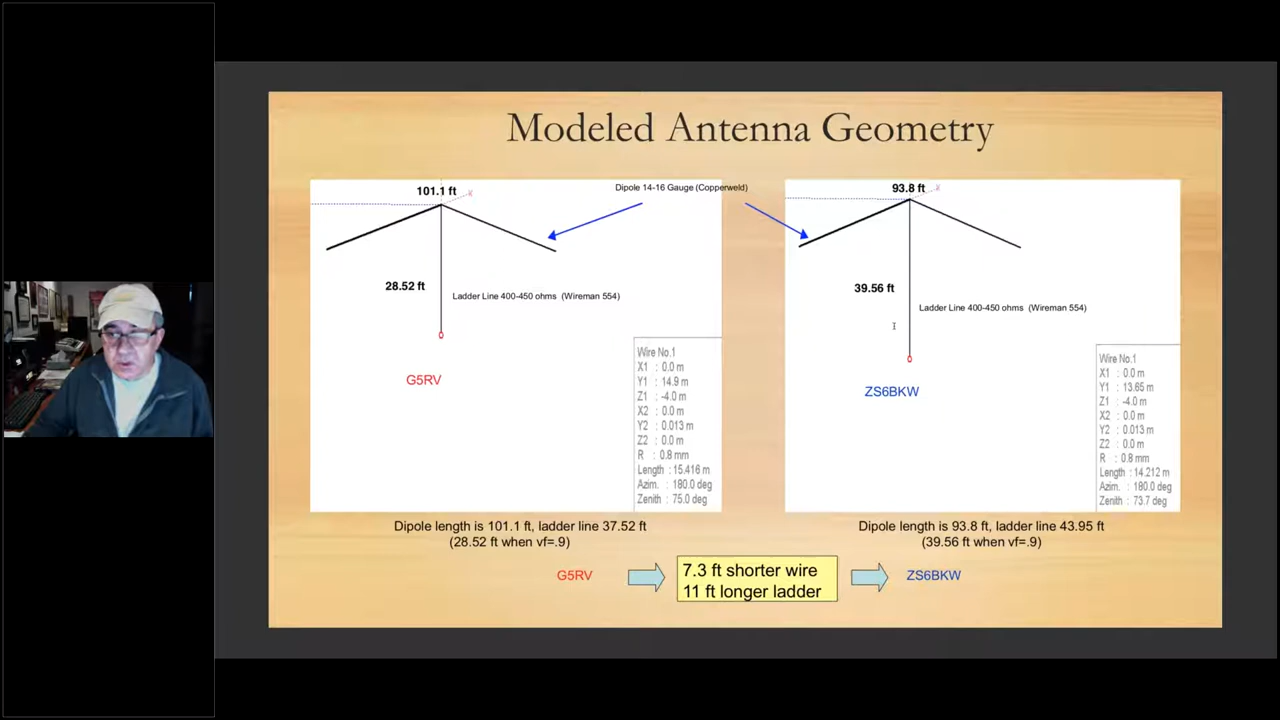 Modeled Antenna Geometry
101.1 ft
X
Dipole 14-16 Gauge (Copperweld)
93.8 ft
X
28.52 ft
Ladder Line 400-450 ohms (Wireman 554)
39.56 ft
Ladder Line 400-450 ohms (Wireman 554)
G5RV
ZS6BKW
Wire No.1
X1 : 0.0 m
Y1 : 14.9 m
Z1 : -4.0 m
X2 : 0.0 m
Y2 : 0.013 m
Z2 : 0.0 m
R : 0.8 mm
Length : 15.416 m
Azim. : 180.0 deg
Zenith : 75.0 deg
Wire No.1
X1 : 0.0 m
Y1 : 13.65 m
Z1 : -4.0 m
X2 : 0.0 m
Y2 : 0.013 m
Z2 : 0.0 m
R : 0.8 mm
Length : 14.212 m
Azim. : 180.0 deg
Zenith : 73.7 deg
Dipole length is 101.1 ft, ladder line 37.52 ft
(28.52 ft when vf=.9)
Dipole length is 93.8 ft, ladder line 43.95 ft
(39.56 ft when vf=.9)
G5RV
7.3 ft shorter wire
11 ft longer ladder
ZS6BKW